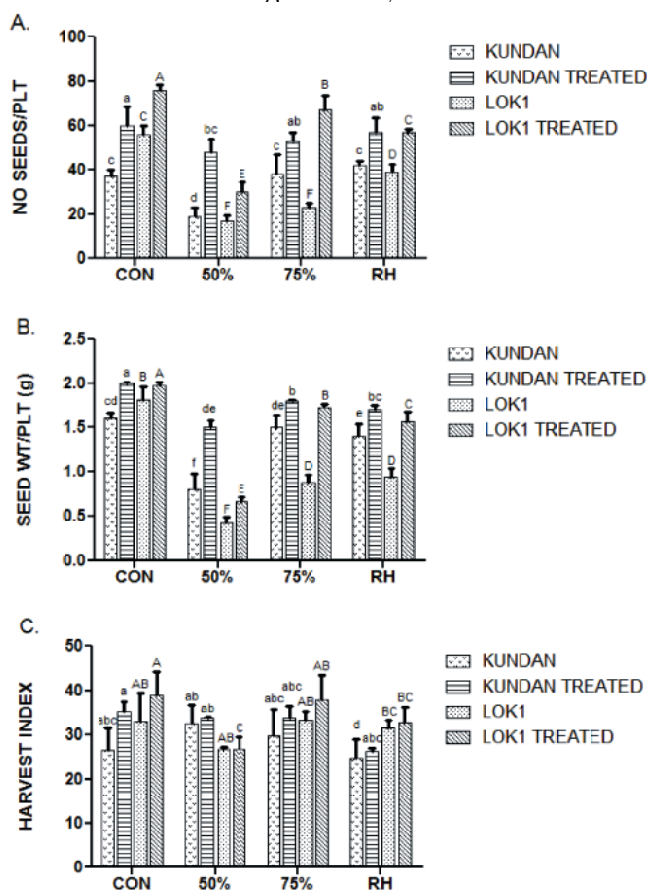 A.
NO SEEDS/PLT
100
80
60
40
20
0
c a C A
d bc F E
c ab F B
c ab D C
CON 50% 75% RH
KUNDAN
KUNDAN TREATED
LOK1
LOK1 TREATED
B.
SEED WT/PLT (g)
2.5
2.0
1.5
1.0
0.5
0.0
cd a B A
f de F E
de b D B
e bc D C
CON 50% 75% RH
KUNDAN
KUNDAN TREATED
LOK1
LOK1 TREATED
C.
HARVEST INDEX
50
40
30
20
10
0
abc a AB A
ab ab AB c
abc abc AB AB
d abc BC BC
CON 50% 75% RH
KUNDAN
KUNDAN TREATED
LOK1
LOK1 TREATED